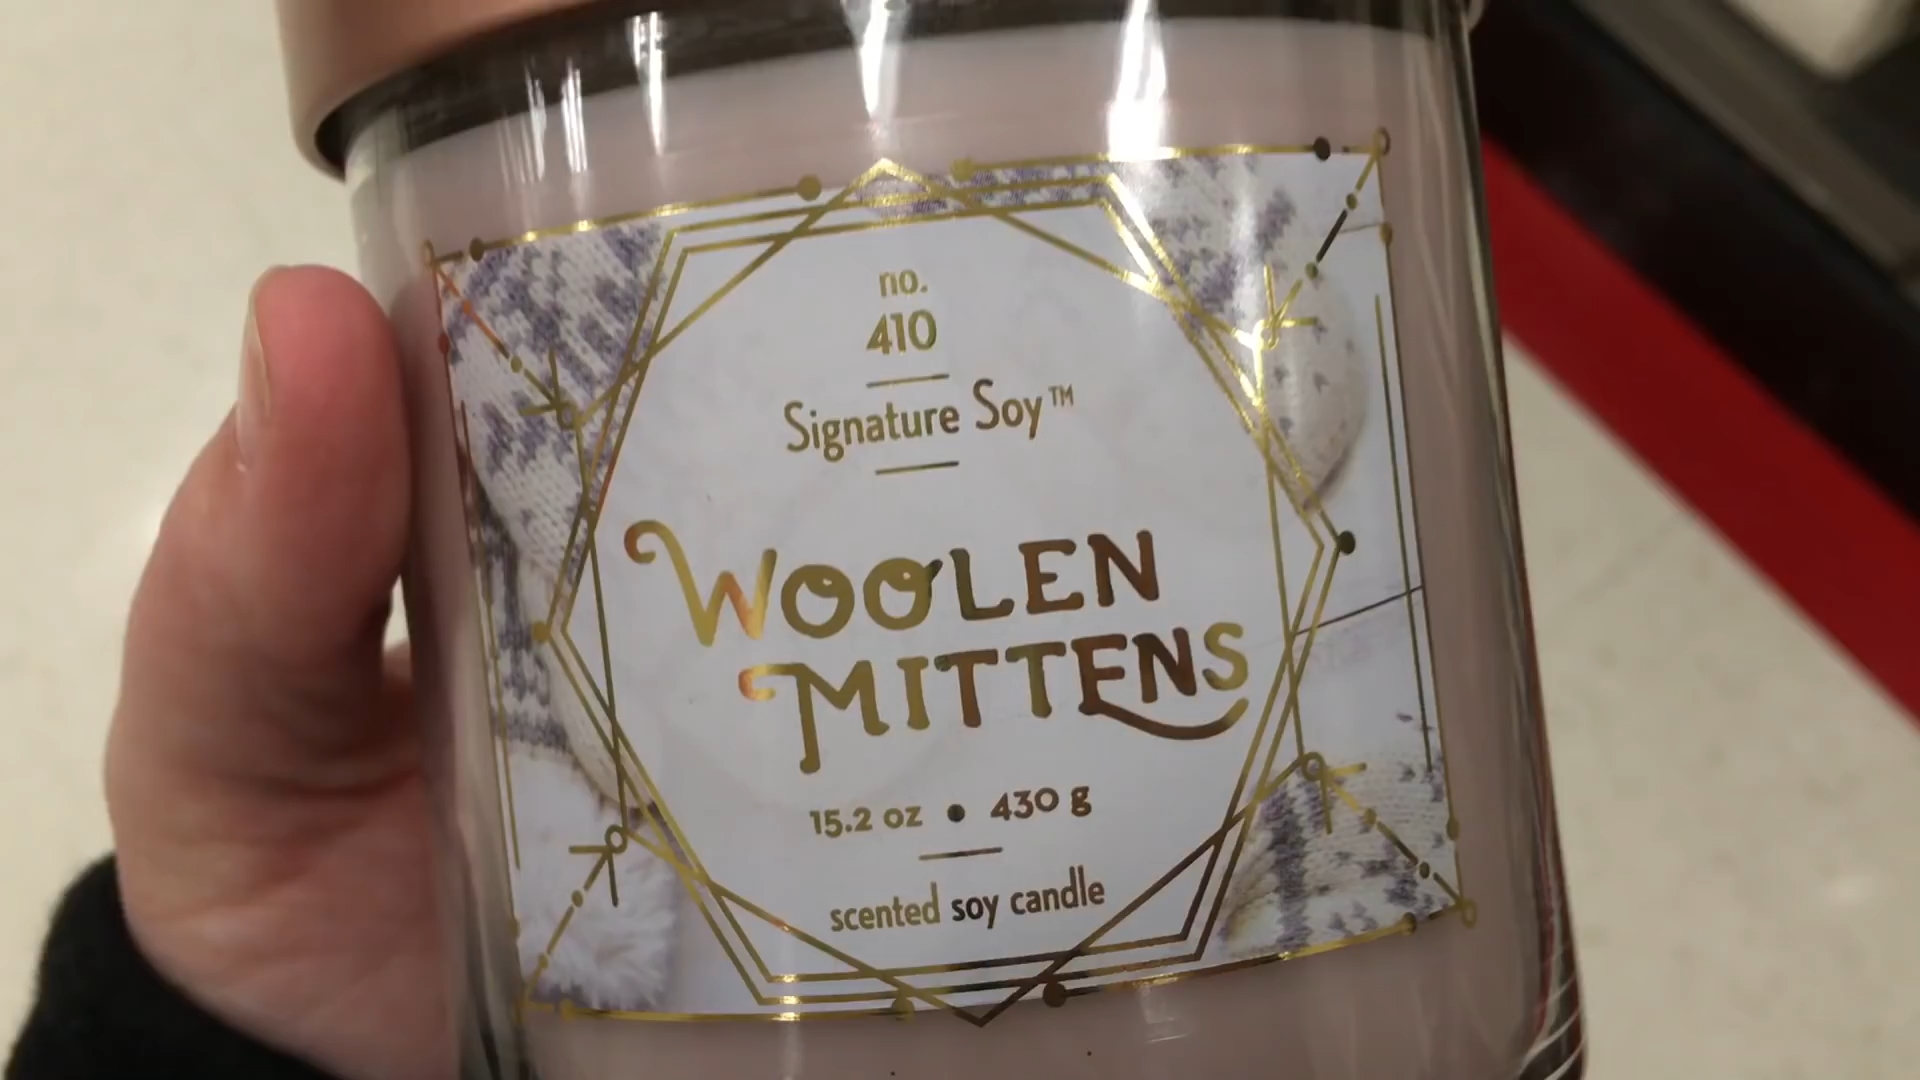 no.
410
Signature Soy™
WOOLEN
MITTENS
15.2 oz • 430 g
scented soy candle